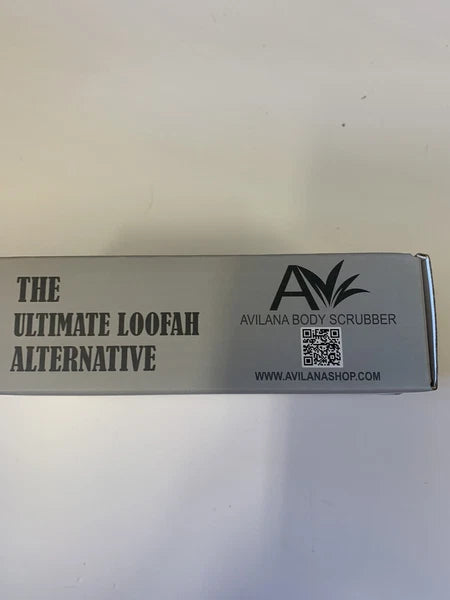 THE
ULTIMATE LOOFAH
ALTERNATIVE
AV
AVILANA BODY SCRUBBER
WWW.AVILANASHOP.COM